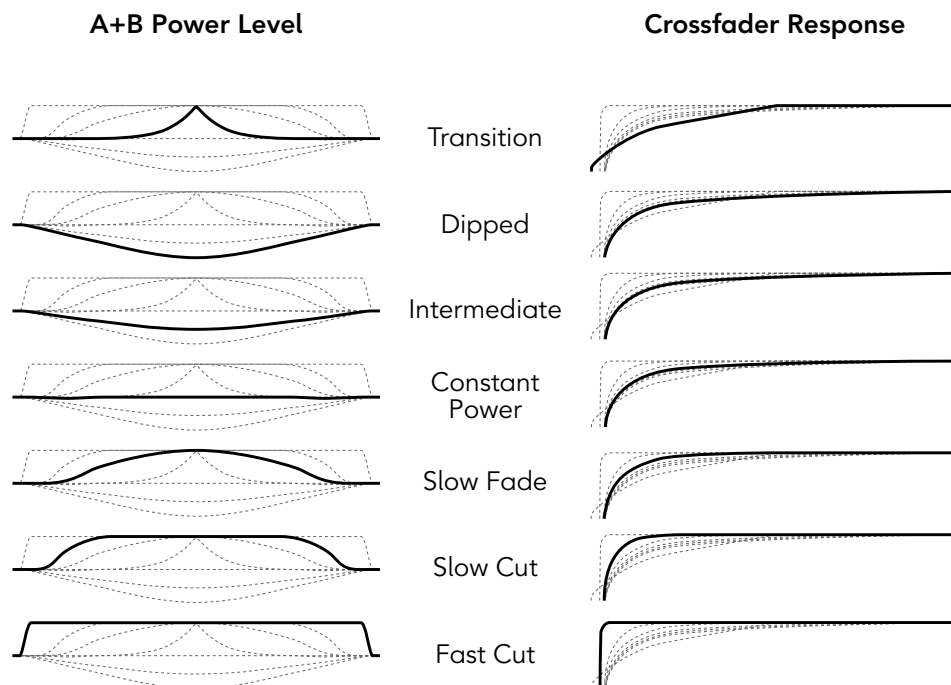 A+B Power Level
Crossfader Response
Transition
Dipped
Intermediate
Constant
Power
Slow Fade
Slow Cut
Fast Cut